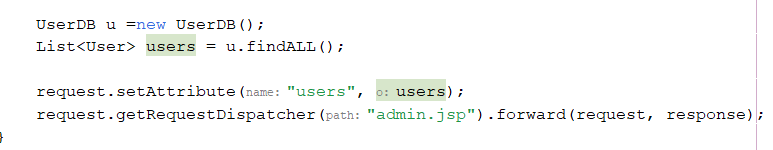 UserDB u =new UserDB();
List<User> users = u.findALL();
request.setAttribute( name: "users", o: users);
request.getRequestDispatcher( path: "admin.jsp").forward(request, response);
}